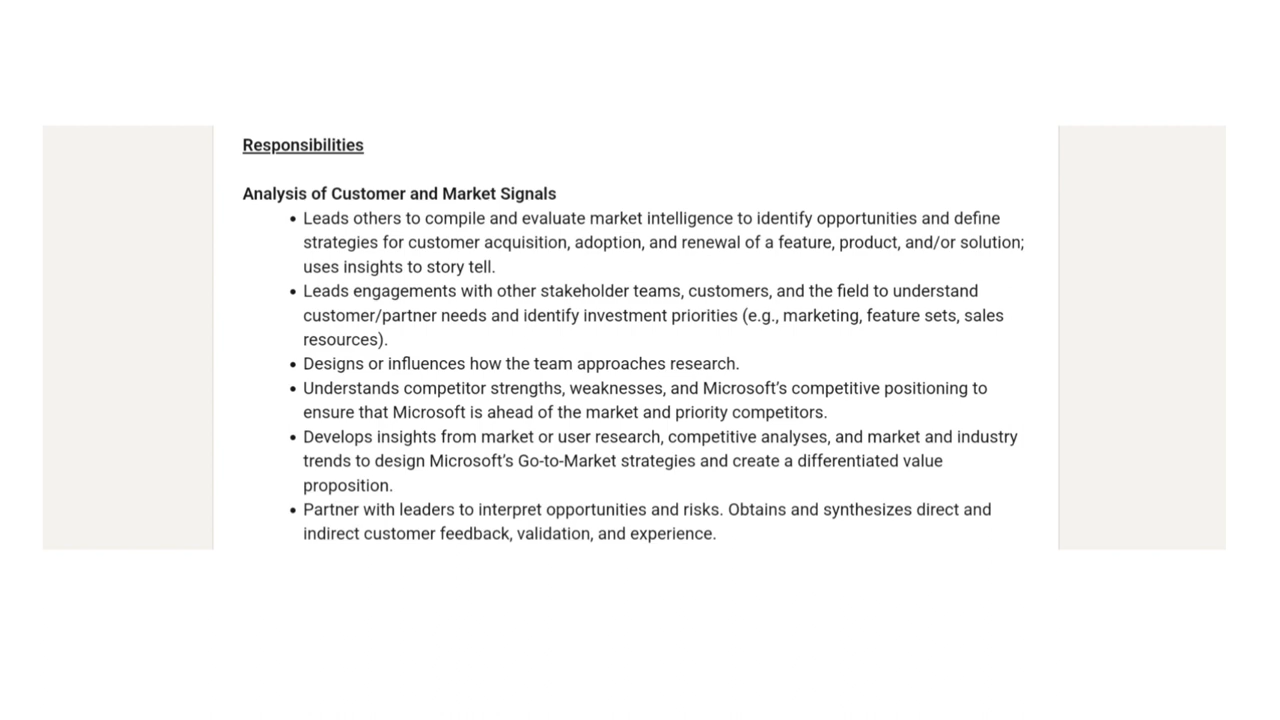 Responsibilities
Analysis of Customer and Market Signals
• Leads others to compile and evaluate market intelligence to identify opportunities and define
strategies for customer acquisition, adoption, and renewal of a feature, product, and/or solution;
uses insights to story tell.
• Leads engagements with other stakeholder teams, customers, and the field to understand
customer/partner needs and identify investment priorities (e.g., marketing, feature sets, sales
resources).
• Designs or influences how the team approaches research.
• Understands competitor strengths, weaknesses, and Microsoft's competitive positioning to
ensure that Microsoft is ahead of the market and priority competitors.
• Develops insights from market or user research, competitive analyses, and market and industry
trends to design Microsoft's Go-to-Market strategies and create a differentiated value
proposition.
• Partner with leaders to interpret opportunities and risks. Obtains and synthesizes direct and
indirect customer feedback, validation, and experience.